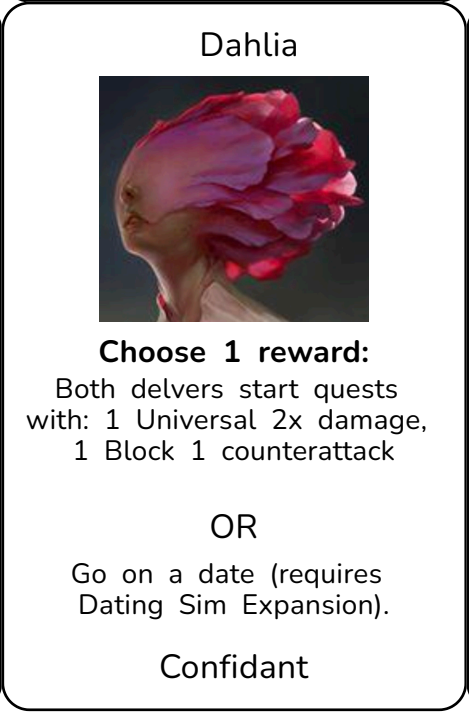 Dahlia
Choose 1 reward:
Both delvers start quests
with: 1 Universal 2x damage,
1 Block 1 counterattack
OR
Go on a date (requires
Dating Sim Expansion).
Confidant